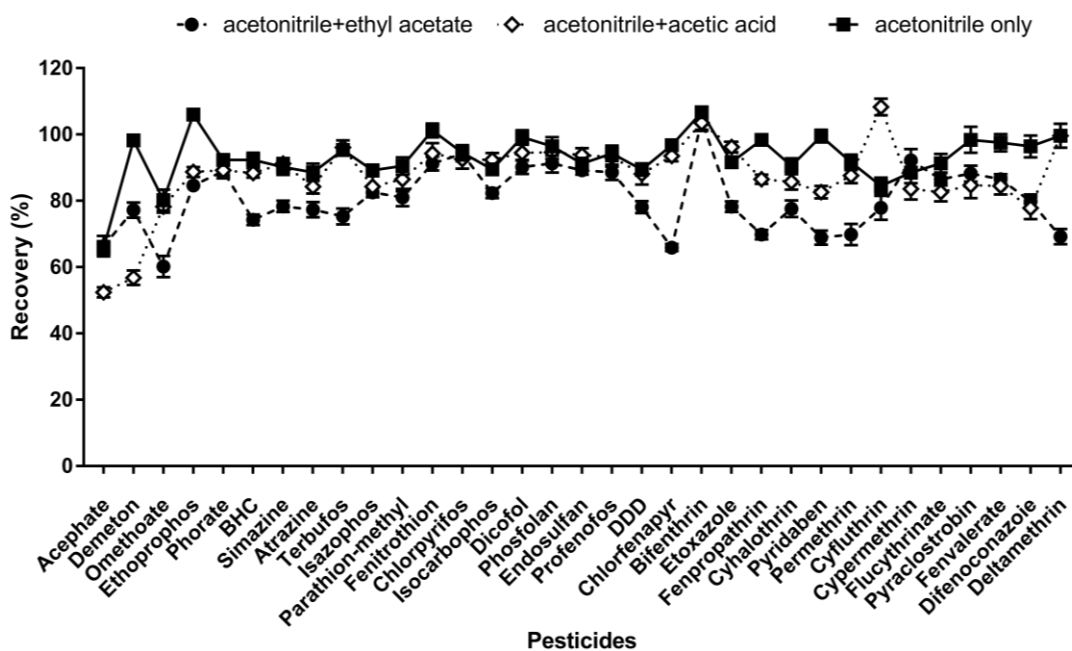 acetonitrile+ethyl acetate acetonitrile+acetic acid acetonitrile only
Recovery (%)
120
100
80
60
40
20
0
Acephate
Demeton
Omethoate
Ethoprophos
Phorate
BHC
Simazine
Atrazine
Terbufos
Isazophos
Parathion-methyl
Fenitrothion
Chlorpyrifos
Isocarbophos
Dicofol
Phosfolan
Endosulfan
Profenofos
DDD
Chlorfenapyr
Bifenthrin
Etoxazole
Fenpropathrin
Cyhalothrin
Pyridaben
Permethrin
Cyfluthrin
Cypermethrin
Flucythrinate
Pyraclostrobin
Fenvalerate
Difenoconazoie
Deltamethrin
Pesticides